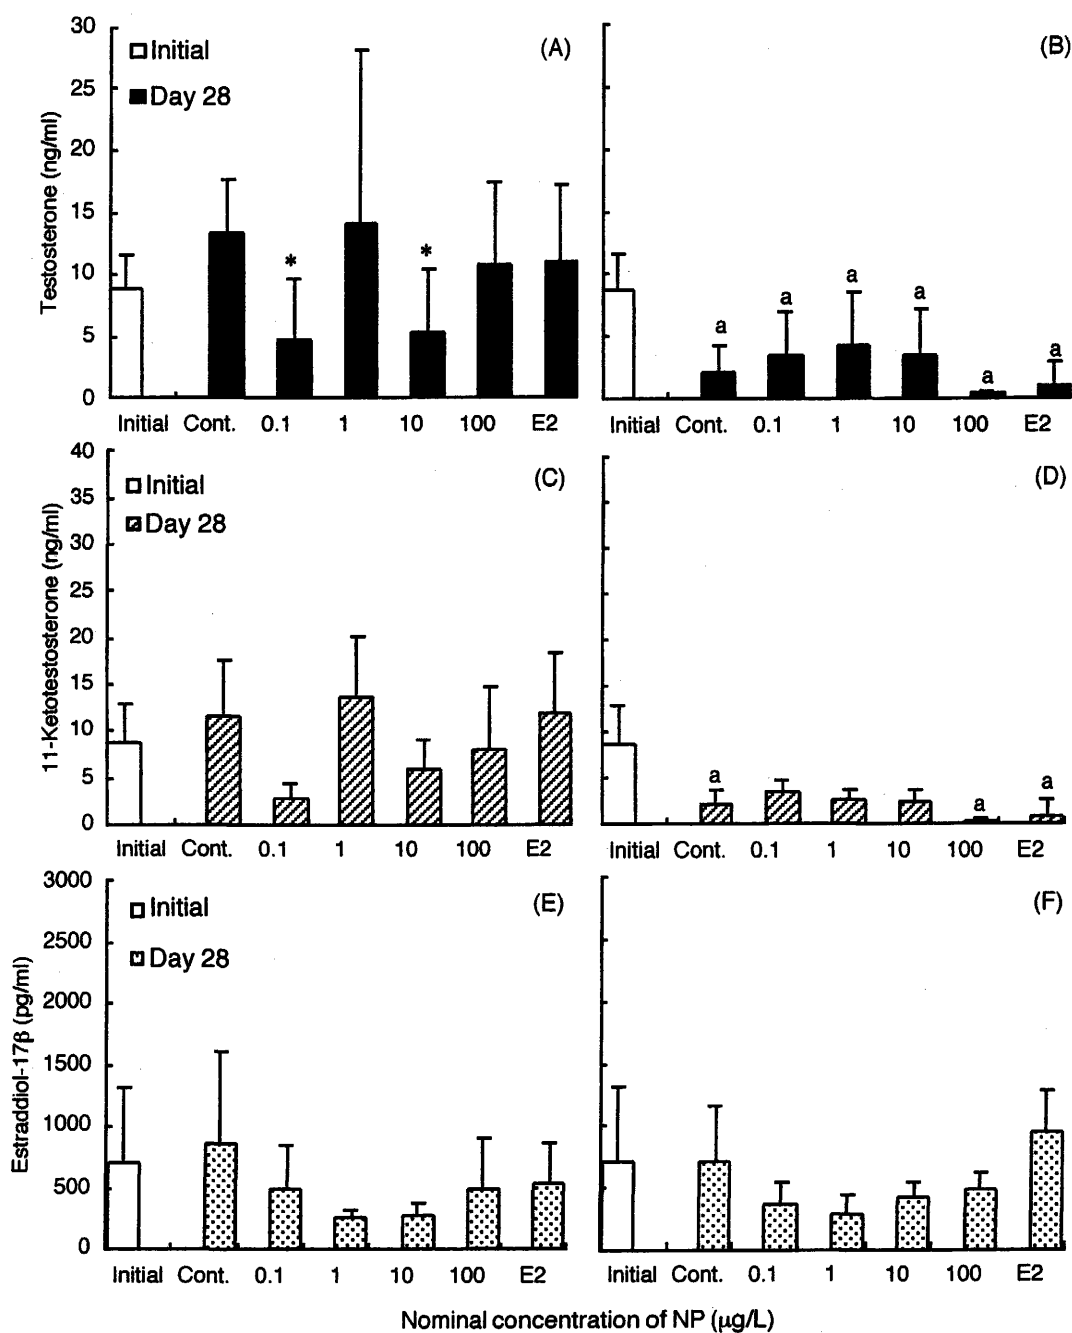 Testosterone (ng/ml)
30
25
20
15
10
5
0
Initial
Day 28
(A)
*
*
Initial Cont. 0.1 1 10 100 E2
(B)
a
a
a
a
a
a
Initial Cont. 0.1 1 10 100 E2
11-Ketotestosterone (ng/ml)
40
35
30
25
20
15
10
5
0
Initial
Day 28
(C)
Initial Cont. 0.1 1 10 100 E2
(D)
a
a
a
Initial Cont. 0.1 1 10 100 E2
Estraddiol-17β (pg/ml)
3000
2500
2000
1500
1000
500
0
Initial
Day 28
(E)
Initial Cont. 0.1 1 10 100 E2
(F)
Initial Cont. 0.1 1 10 100 E2
Nominal concentration of NP (μg/L)